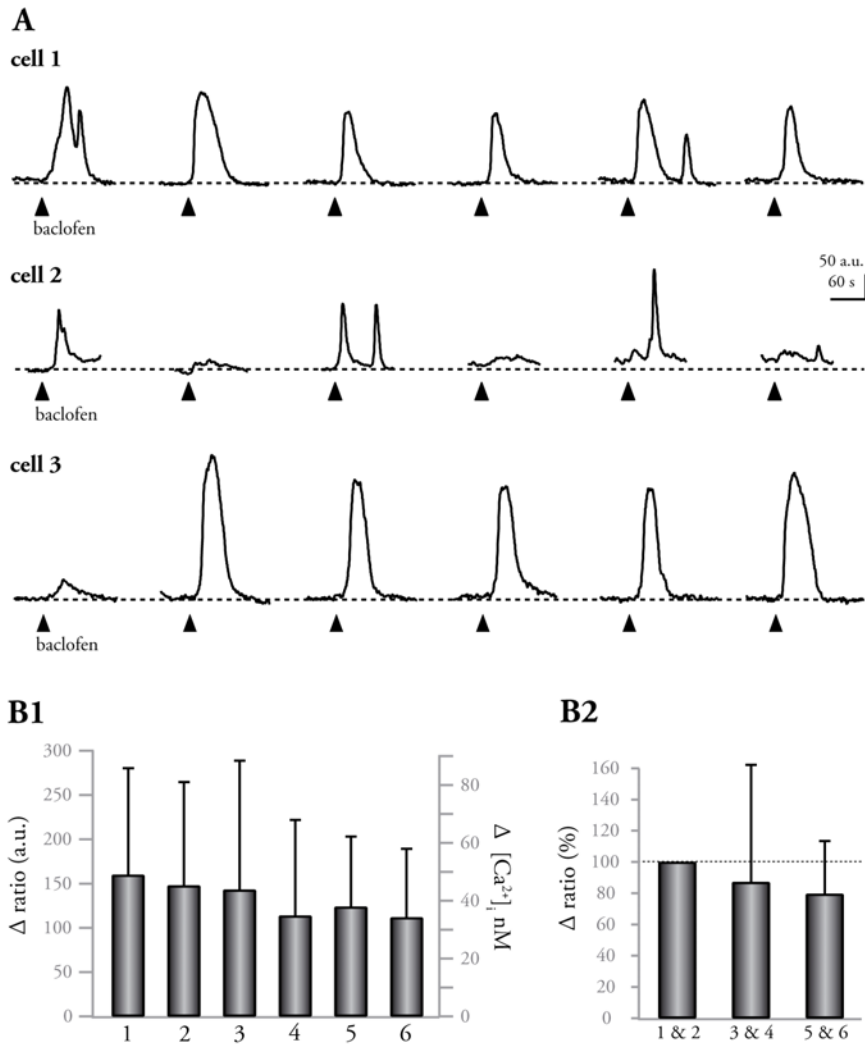 A
cell 1
baclofen
cell 2
50 a.u.
60 s
baclofen
cell 3
baclofen
B1
B2
Δ ratio (a.u.)
300
250
200
150
100
50
0
1 2 3 4 5 6
80
60
40
20
0
Δ [Ca²⁺]ᵢ nM
Δ ratio (%)
160
140
120
100
80
60
40
20
0
1 & 2 3 & 4 5 & 6